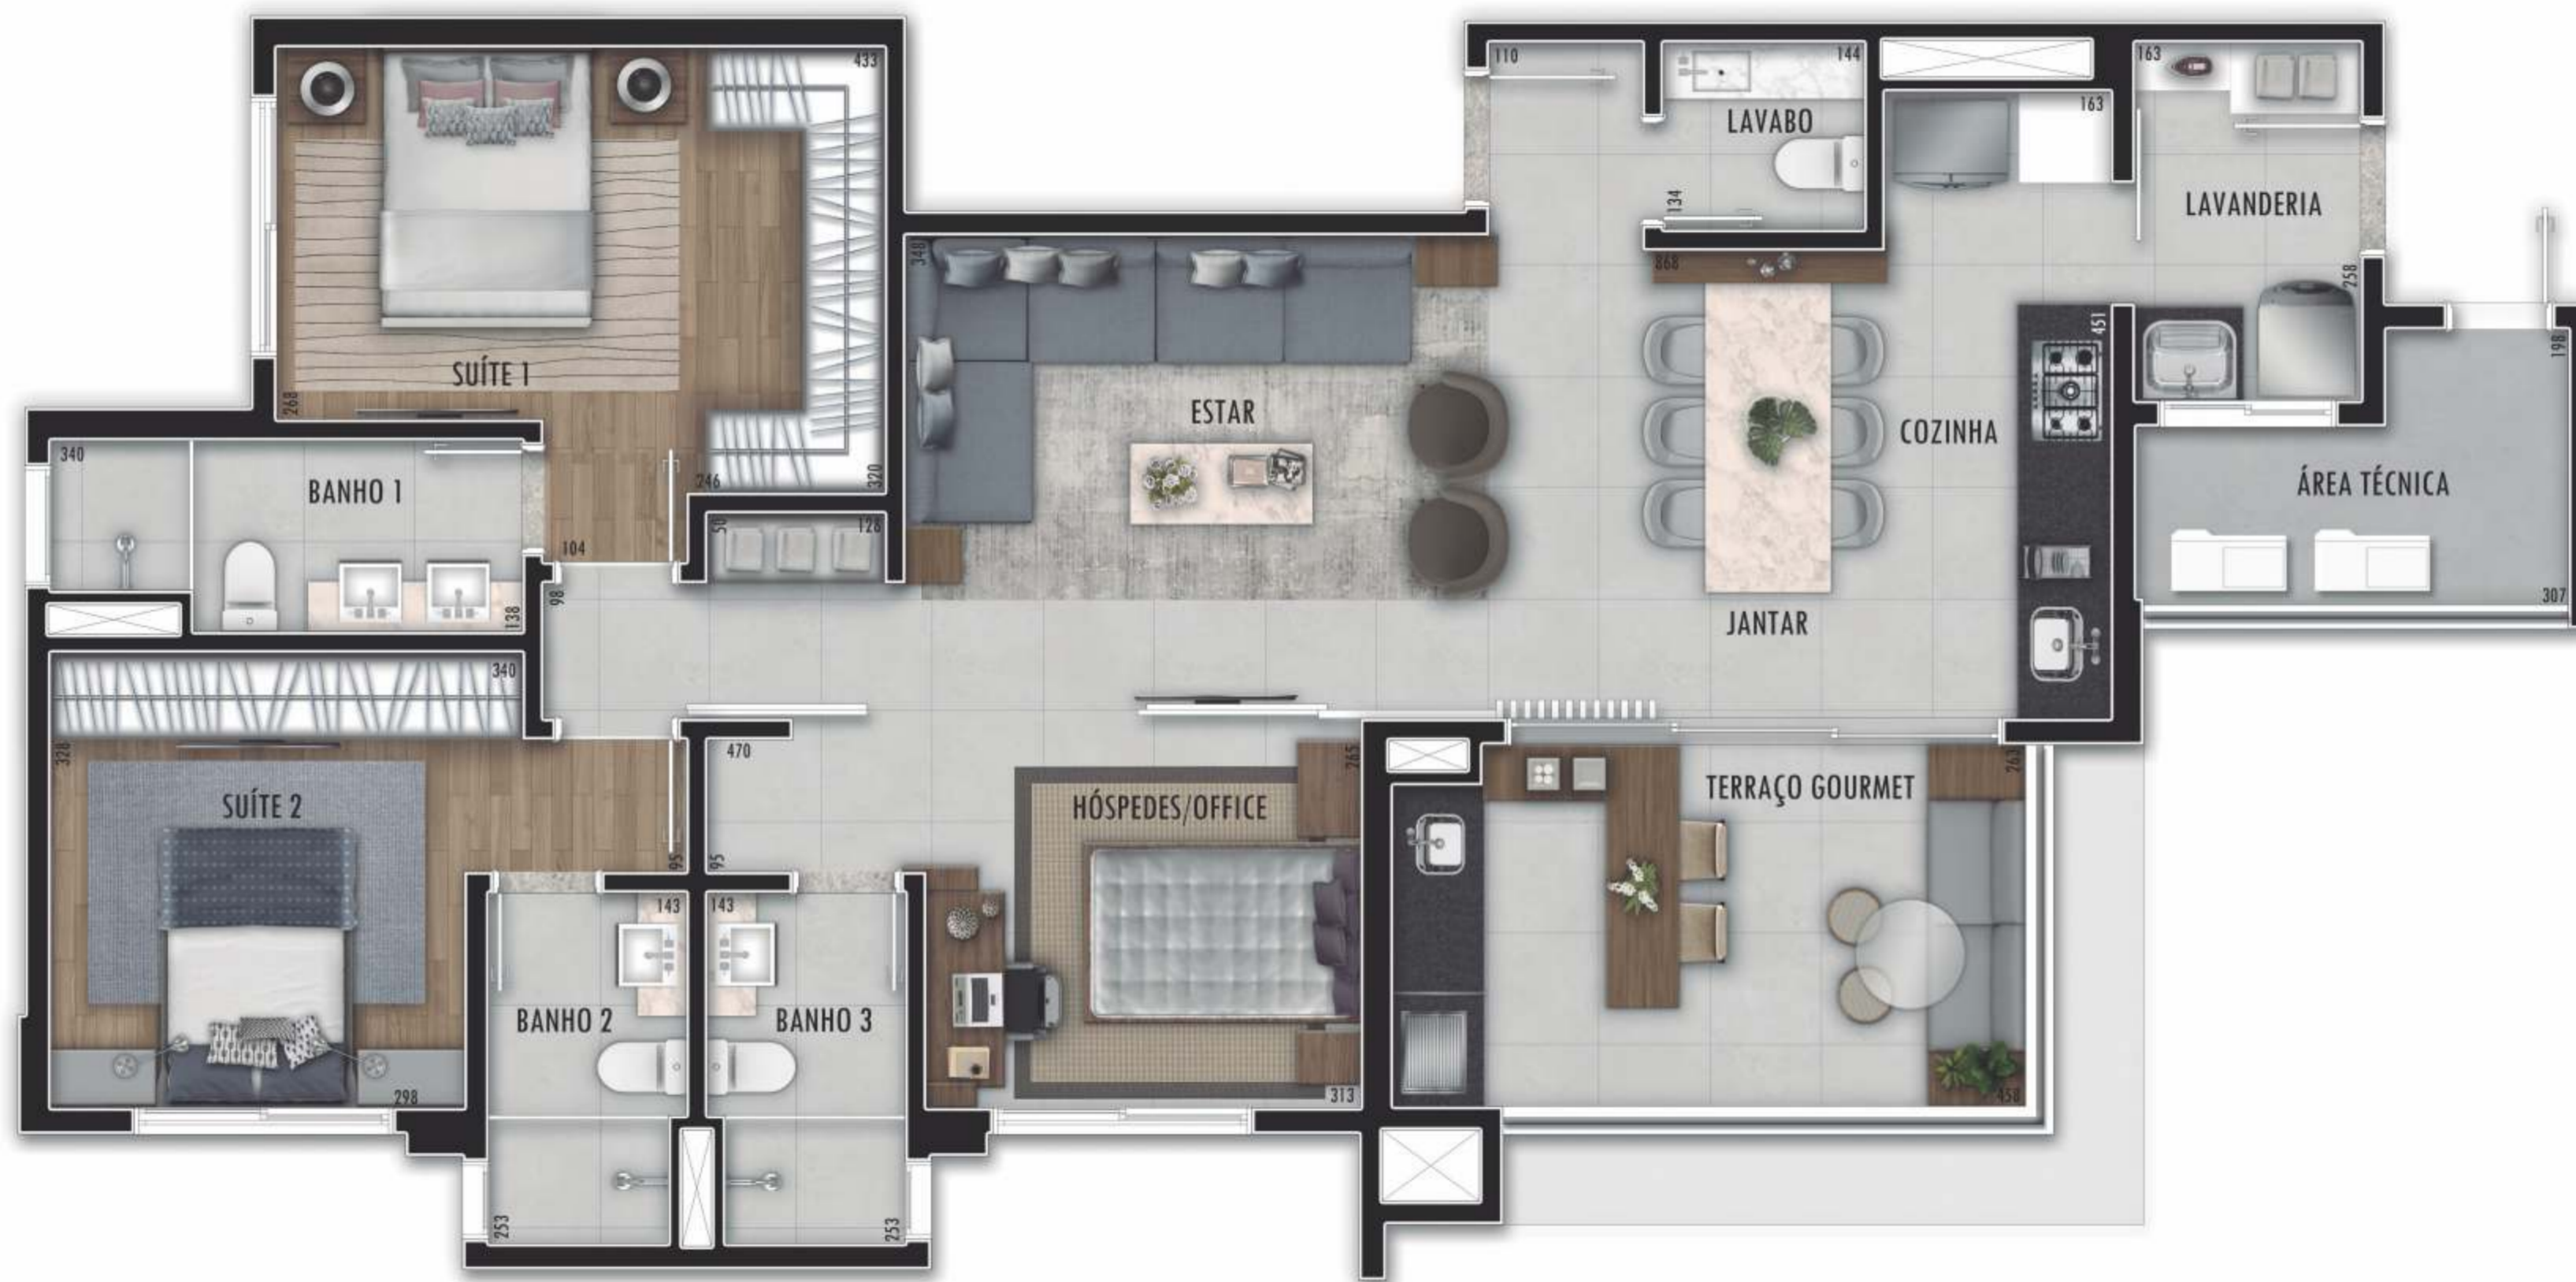 433
110
144
163
163
LAVABO
134
LAVANDERIA
258
348
868
SUÍTE 1
268
ESTAR
451
198
COZINHA
340
BANHO 1
246
320
ÁREA TÉCNICA
50
128
104
98
138
307
JANTAR
340
328
470
265
263
SUÍTE 2
HÓSPEDES/OFFICE
TERRAÇO GOURMET
95
95
143
143
BANHO 2
BANHO 3
298
313
458
253
253